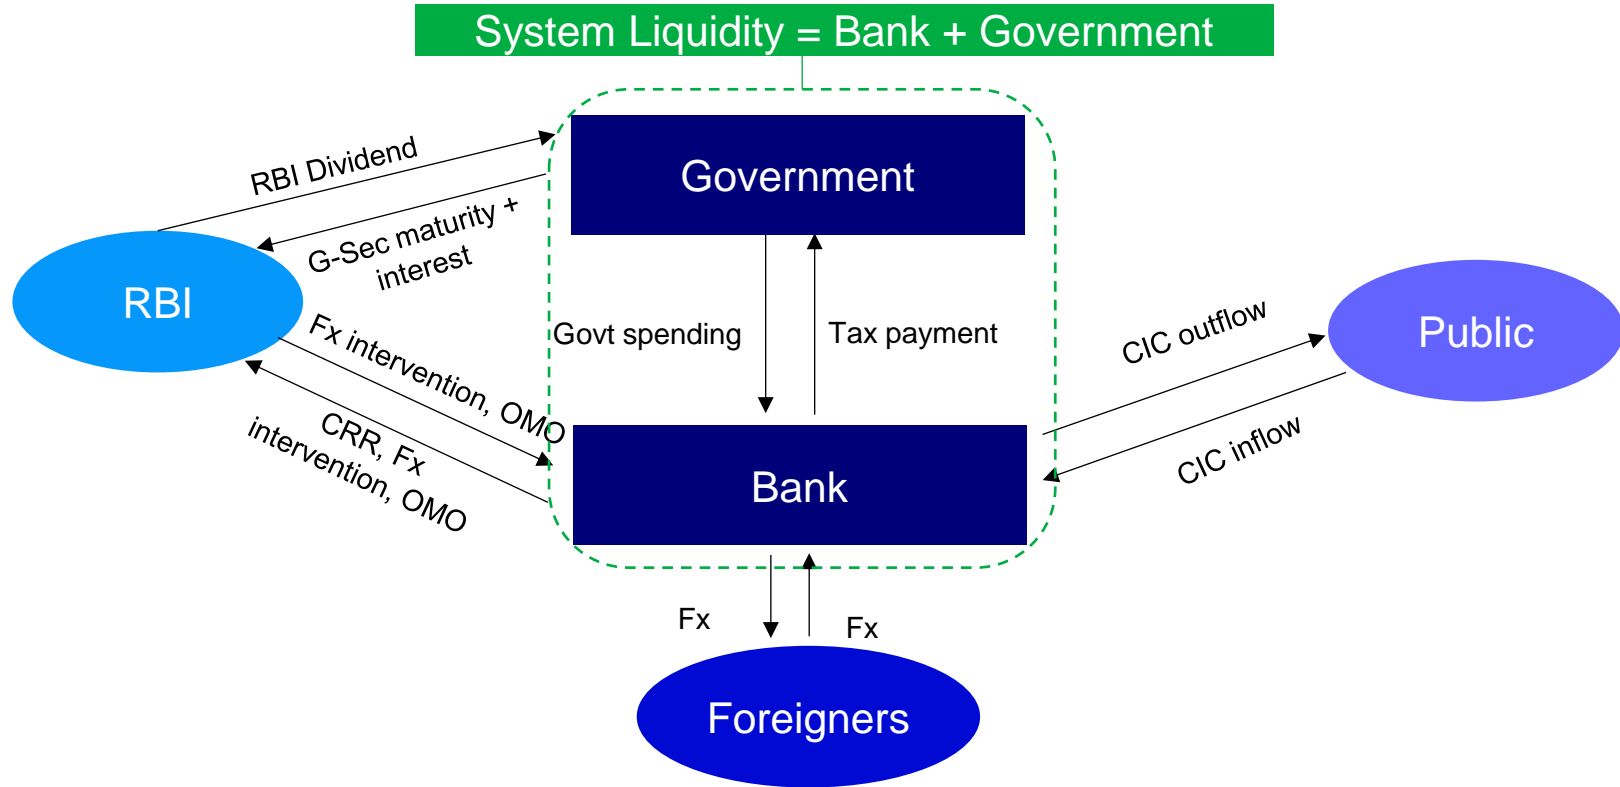 System Liquidity = Bank + Government
RBI Dividend
Government
G-Sec maturity +
interest
RBI
Fx intervention, OMO
Govt spending
Tax payment
CIC outflow
Public
CRR, Fx
intervention, OMO
CIC inflow
Bank
Fx
Fx
Foreigners